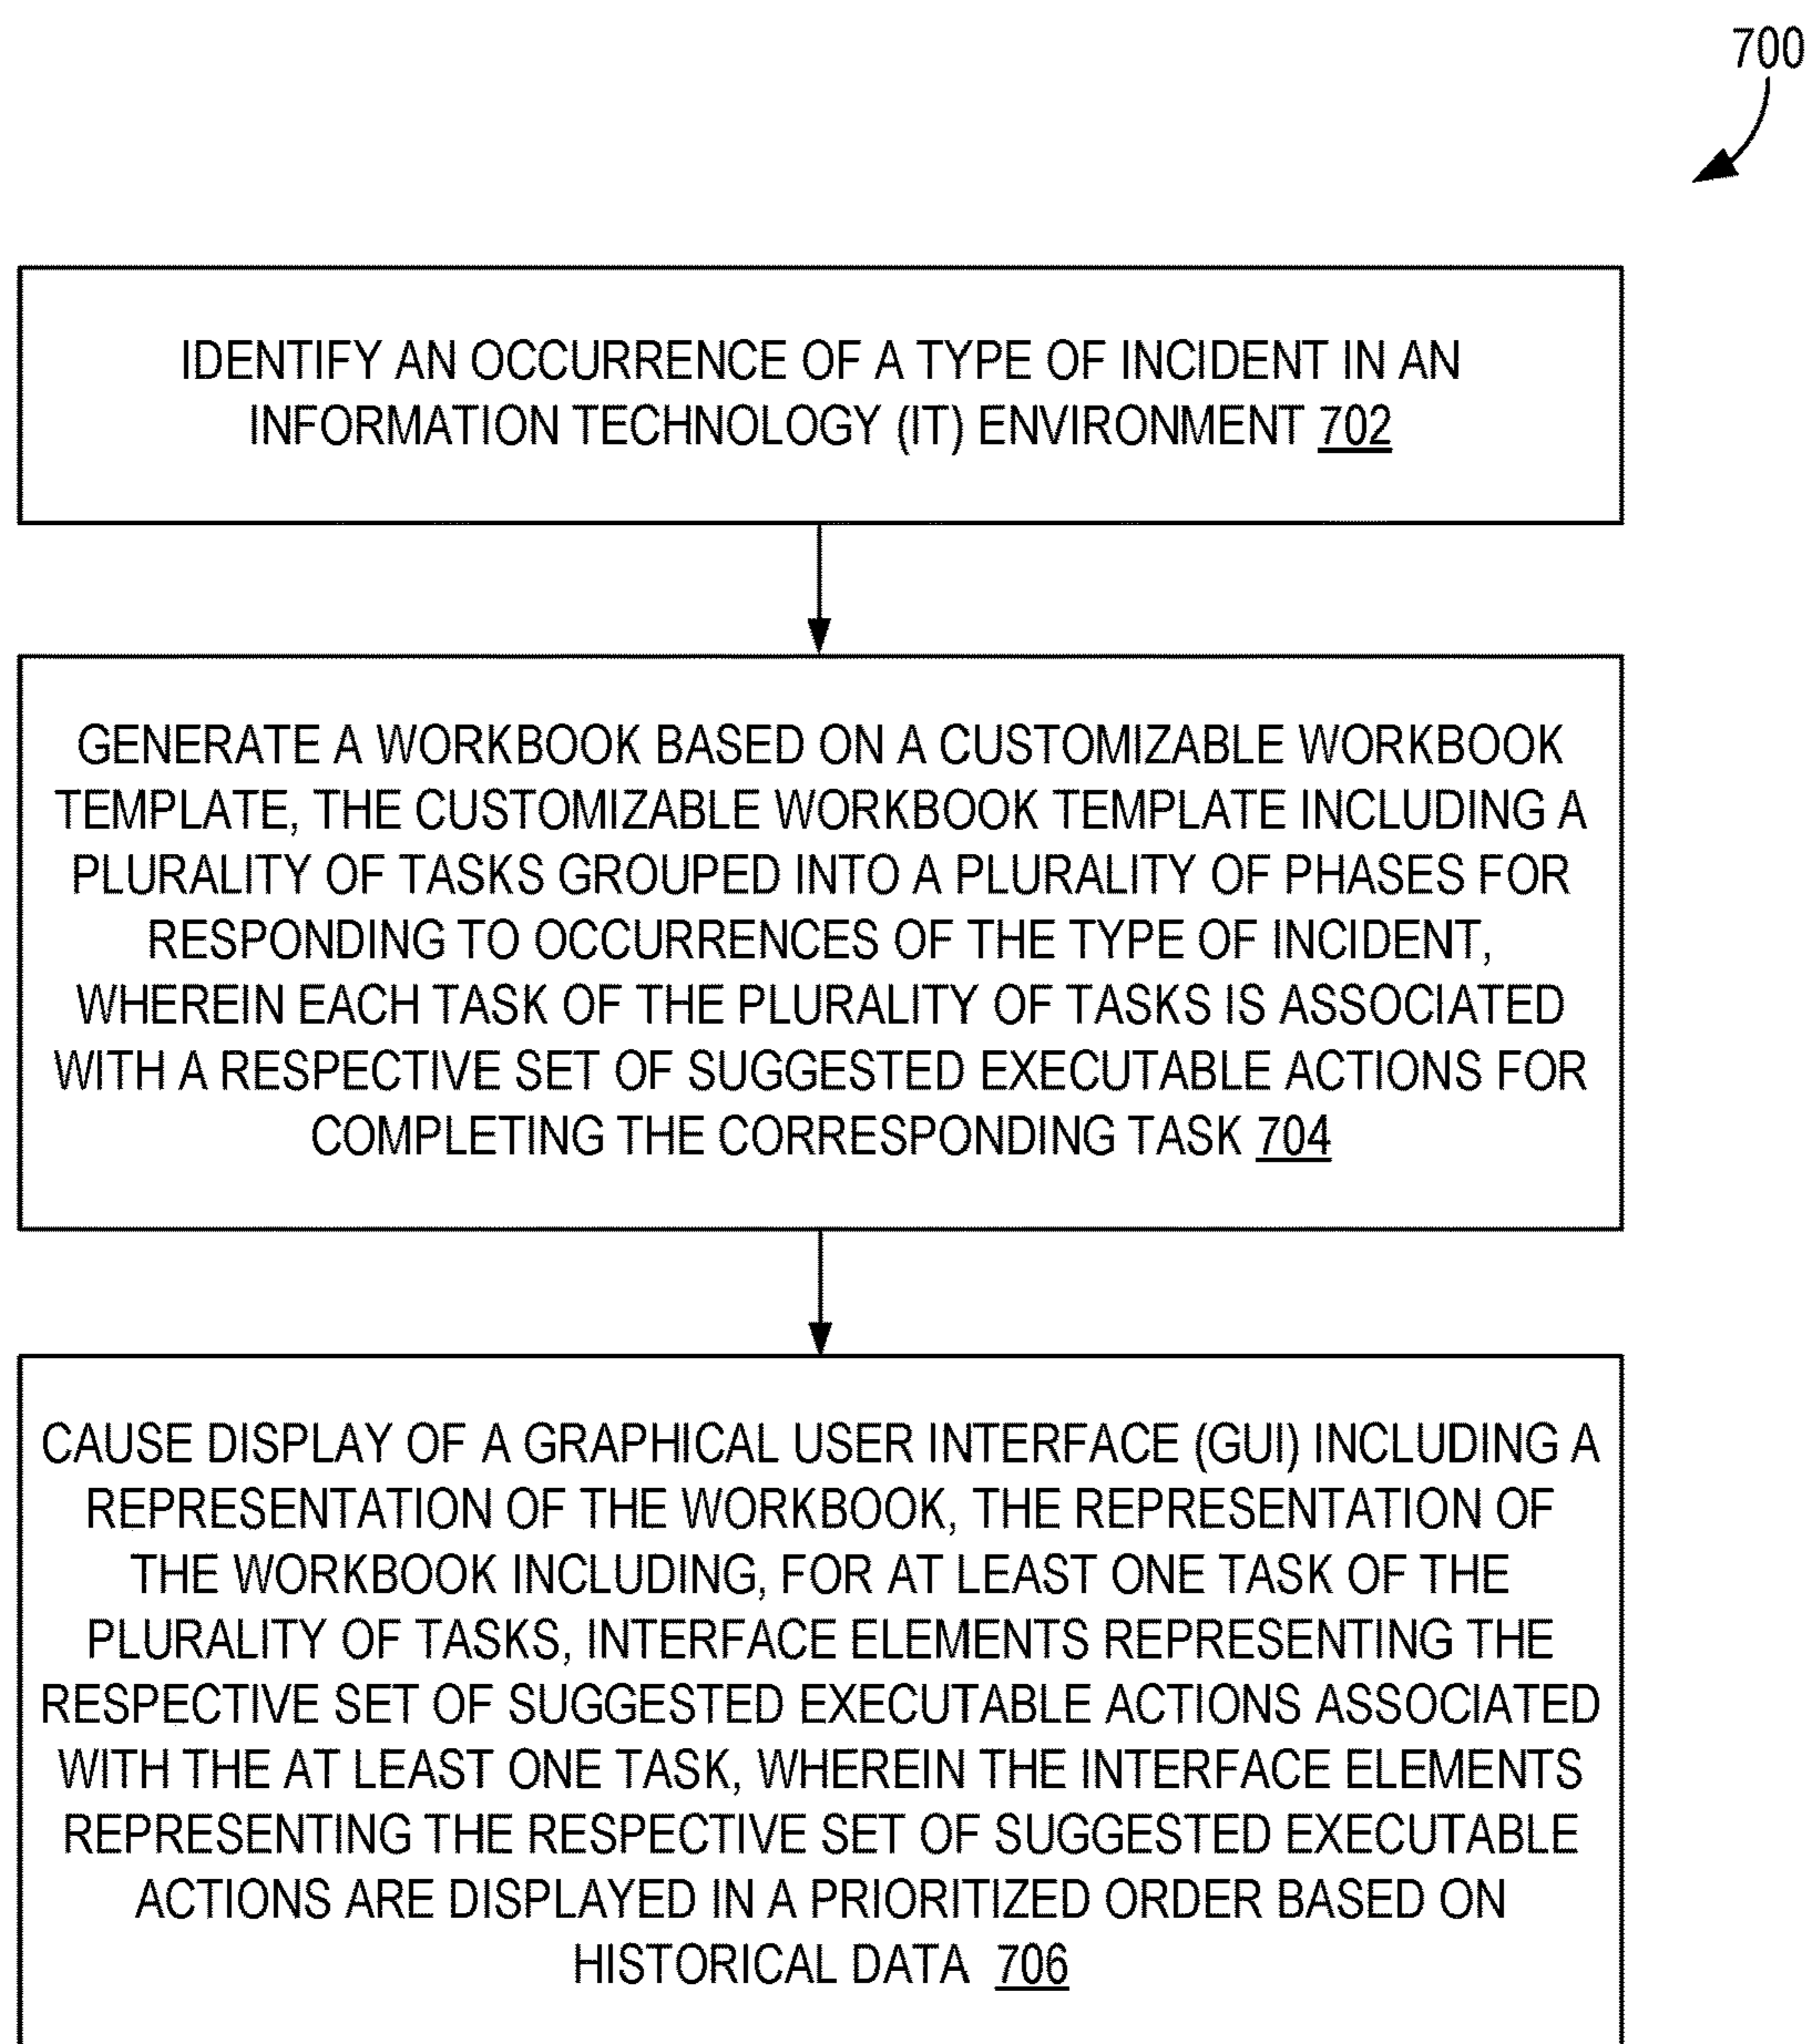 700
IDENTIFY AN OCCURRENCE OF A TYPE OF INCIDENT IN AN
INFORMATION TECHNOLOGY (IT) ENVIRONMENT 702
GENERATE A WORKBOOK BASED ON A CUSTOMIZABLE WORKBOOK
TEMPLATE, THE CUSTOMIZABLE WORKBOOK TEMPLATE INCLUDING A
PLURALITY OF TASKS GROUPED INTO A PLURALITY OF PHASES FOR
RESPONDING TO OCCURRENCES OF THE TYPE OF INCIDENT,
WHEREIN EACH TASK OF THE PLURALITY OF TASKS IS ASSOCIATED
WITH A RESPECTIVE SET OF SUGGESTED EXECUTABLE ACTIONS FOR
COMPLETING THE CORRESPONDING TASK 704
CAUSE DISPLAY OF A GRAPHICAL USER INTERFACE (GUI) INCLUDING A
REPRESENTATION OF THE WORKBOOK, THE REPRESENTATION OF
THE WORKBOOK INCLUDING, FOR AT LEAST ONE TASK OF THE
PLURALITY OF TASKS, INTERFACE ELEMENTS REPRESENTING THE
RESPECTIVE SET OF SUGGESTED EXECUTABLE ACTIONS ASSOCIATED
WITH THE AT LEAST ONE TASK, WHEREIN THE INTERFACE ELEMENTS
REPRESENTING THE RESPECTIVE SET OF SUGGESTED EXECUTABLE
ACTIONS ARE DISPLAYED IN A PRIORITIZED ORDER BASED ON
HISTORICAL DATA 706